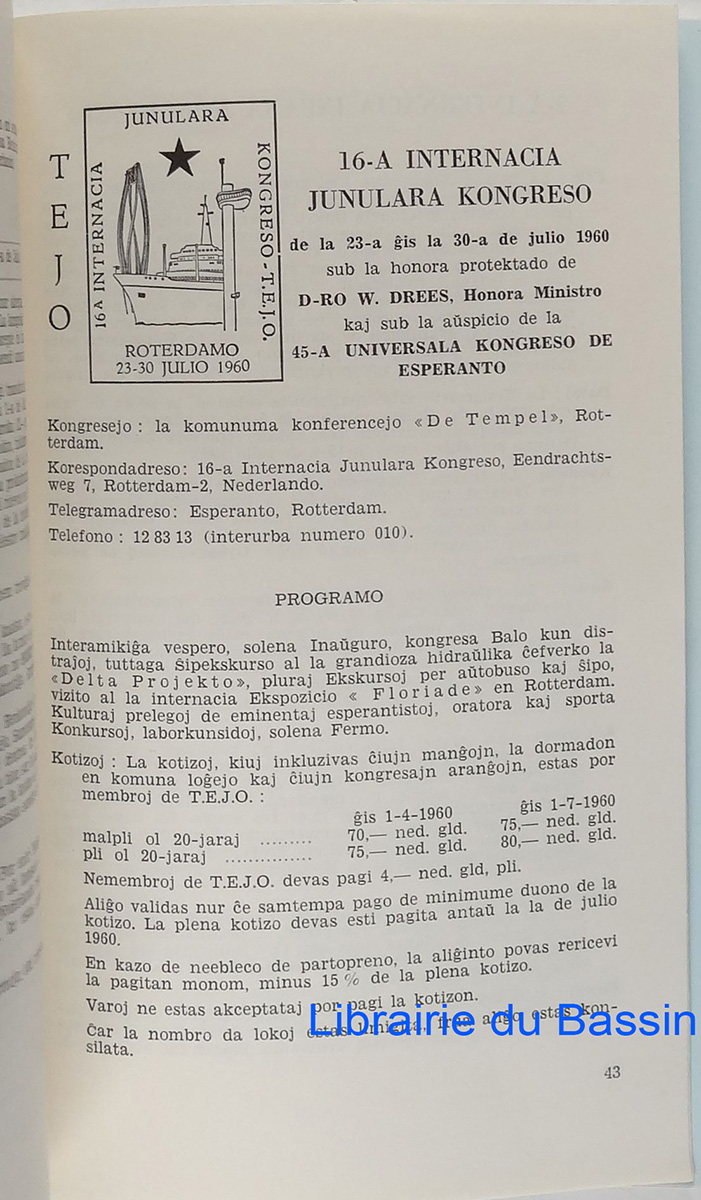 TEJO
JUNULARA
16A INTERNACIA
KONGRESO - T.E.J.O.
ROTERDAMO
23-30 JULIO 1960
16-A INTERNACIA
JUNULARA KONGRESO
de la 23-a ĝis la 30-a de julio 1960
sub la honora protektado de
D-RO W. DREES, Honora Ministro
kaj sub la aŭspicio de la
45-A UNIVERSALA KONGRESO DE
ESPERANTO
Kongresejo : la komunuma konferencejo «De Tempel», Rot-
terdam.
Korespondadreso: 16-a Internacia Junulara Kongreso, Eendrachts-
weg 7, Rotterdam-2, Nederlando.
Telegramadreso: Esperanto, Rotterdam.
Telefono : 12 83 13 (interurba numero 010).
PROGRAMO
Interamikiĝa vespero, solena Inaŭguro, kongresa Balo kun dis-
traĵoj, tuttaga Ŝipekskurso al la grandioza hidraŭlika ĉefverko la
«Delta Projekto», pluraj Ekskursoj per aŭtobuso kaj ŝipo,
vizito al la internacia Ekspozicio « Floriade» en Rotterdam.
Kulturaj prelegoj de eminentaj esperantistoj, oratora kaj sporta
Konkursoj, laborkunsidoj, solena Fermo.
Kotizoj : La kotizoj, kiuj inkluzivas ĉiujn manĝojn, la dormadon
en komuna loĝejo kaj ĉiujn kongresajn aranĝojn, estas por
membroj de T.E.J.O. :
ĝis 1-4-1960 ĝis 1-7-1960
malpli ol 20-jaraj ......... 70,— ned. gld. 75,— ned. gld.
pli ol 20-jaraj ............... 75,— ned. gld. 80,— ned. gld.
Nemembroj de T.E.J.O. devas pagi 4,— ned. gld, pli.
Aliĝo validas nur ĉe samtempa pago de minimume duono de la
kotizo. La plena kotizo devas esti pagita antaŭ la la de julio
1960.
En kazo de neebleco de partopreno, la aliĝinto povas rericevi
la pagitan monom, minus 15 % de la plena kotizo.
Varoj ne estas akceptataj por pagi la kotizon.
Ĉar la nombro da lokoj estas aliĝo estas kon-
silata.
Librairie du Bassin
43